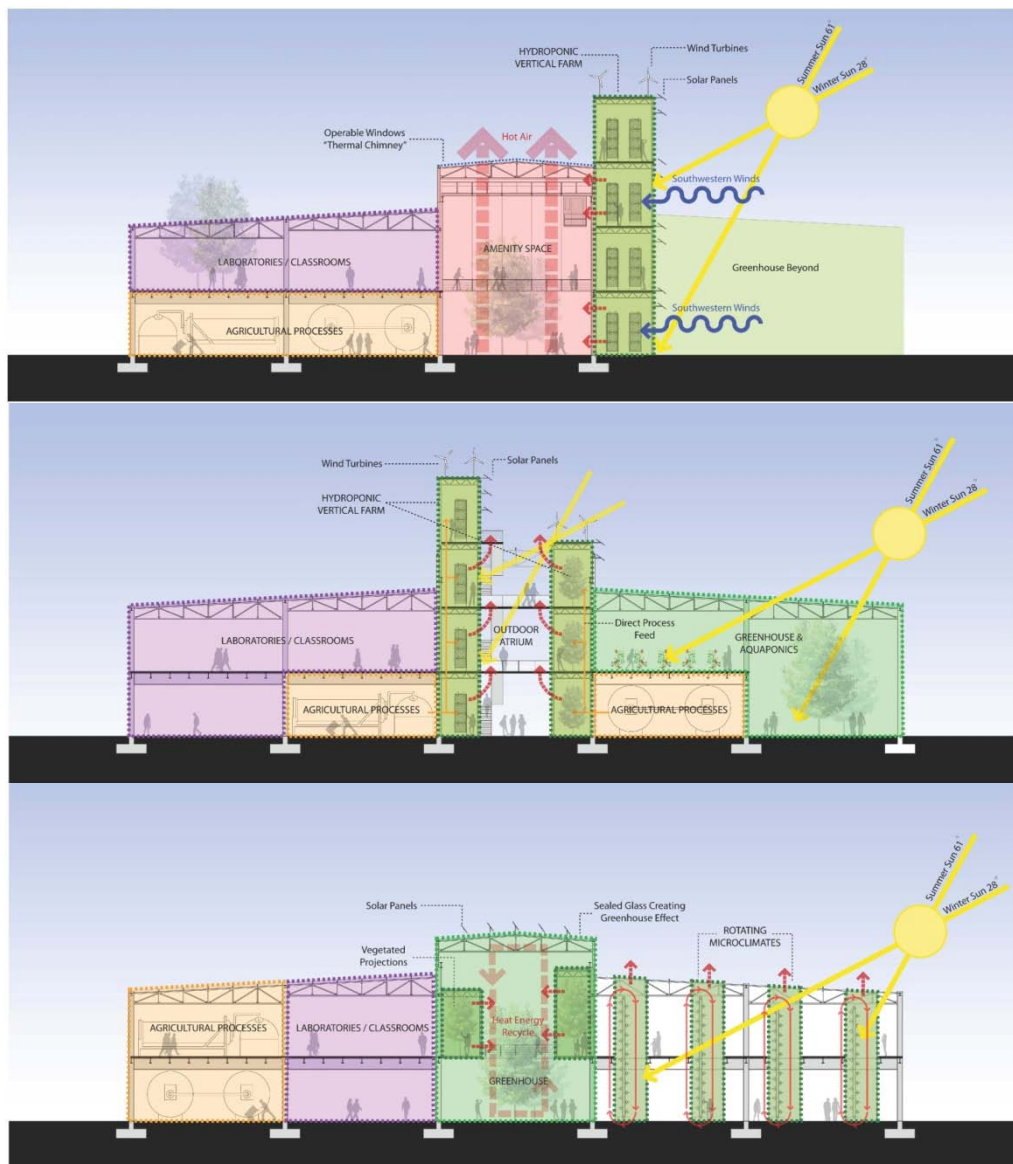 HYDROPONIC
VERTICAL FARM
Wind Turbines
Solar Panels
Summer Sun 61°
Winter Sun 28°
Operable Windows
"Thermal Chimney"
Hot Air
Southwestern Winds
LABORATORIES / CLASSROOMS
AMENITY SPACE
Greenhouse Beyond
Southwestern Winds
AGRICULTURAL PROCESSES
Wind Turbines
Solar Panels
Summer Sun 61°
Winter Sun 28°
HYDROPONIC
VERTICAL FARM
LABORATORIES / CLASSROOMS
OUTDOOR
ATRIUM
Direct Process
Feed
GREENHOUSE &
AQUAPONICS
AGRICULTURAL PROCESSES
AGRICULTURAL PROCESSES
Summer Sun 61°
Winter Sun 28°
Solar Panels
Sealed Glass Creating
Greenhouse Effect
ROTATING
MICROCLIMATES
Vegetated
Projections
AGRICULTURAL PROCESSES
LABORATORIES / CLASSROOMS
Heat Energy
Recycle
GREENHOUSE